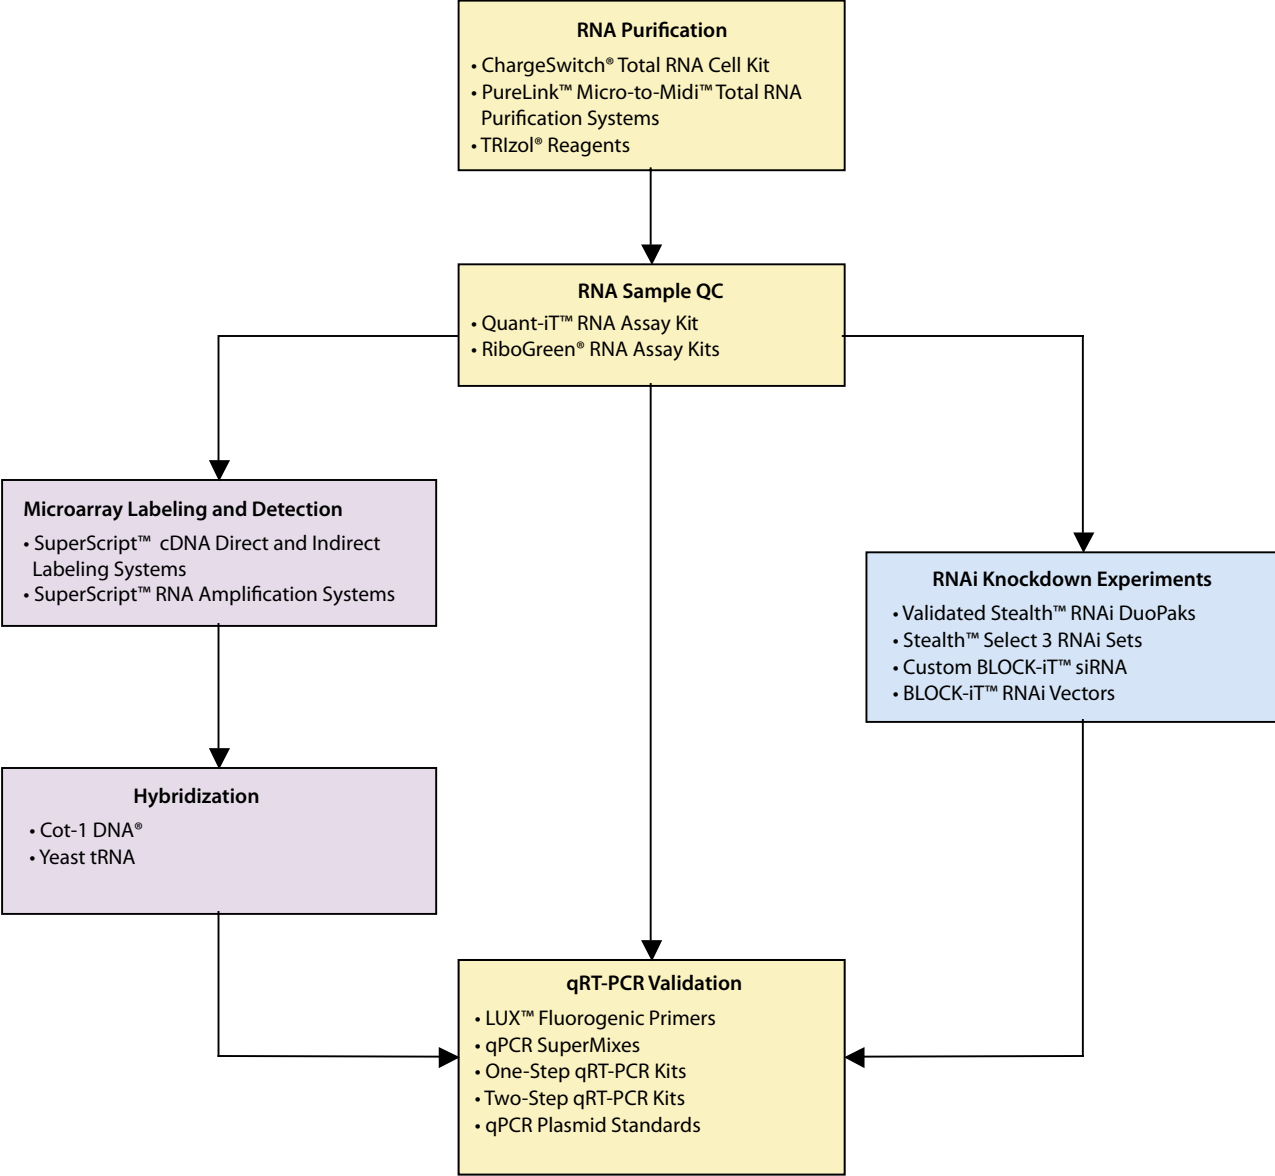 RNA Purification
• ChargeSwitch® Total RNA Cell Kit
• PureLink™ Micro-to-Midi™ Total RNA
Purification Systems
• TRIzol® Reagents
RNA Sample QC
• Quant-iT™ RNA Assay Kit
• RiboGreen® RNA Assay Kits
Microarray Labeling and Detection
• SuperScript™ cDNA Direct and Indirect
Labeling Systems
• SuperScript™ RNA Amplification Systems
RNAi Knockdown Experiments
• Validated Stealth™ RNAi DuoPaks
• Stealth™ Select 3 RNAi Sets
• Custom BLOCK-iT™ siRNA
• BLOCK-iT™ RNAi Vectors
Hybridization
• Cot-1 DNA®
• Yeast tRNA
qRT-PCR Validation
• LUX™ Fluorogenic Primers
• qPCR SuperMixes
• One-Step qRT-PCR Kits
• Two-Step qRT-PCR Kits
• qPCR Plasmid Standards